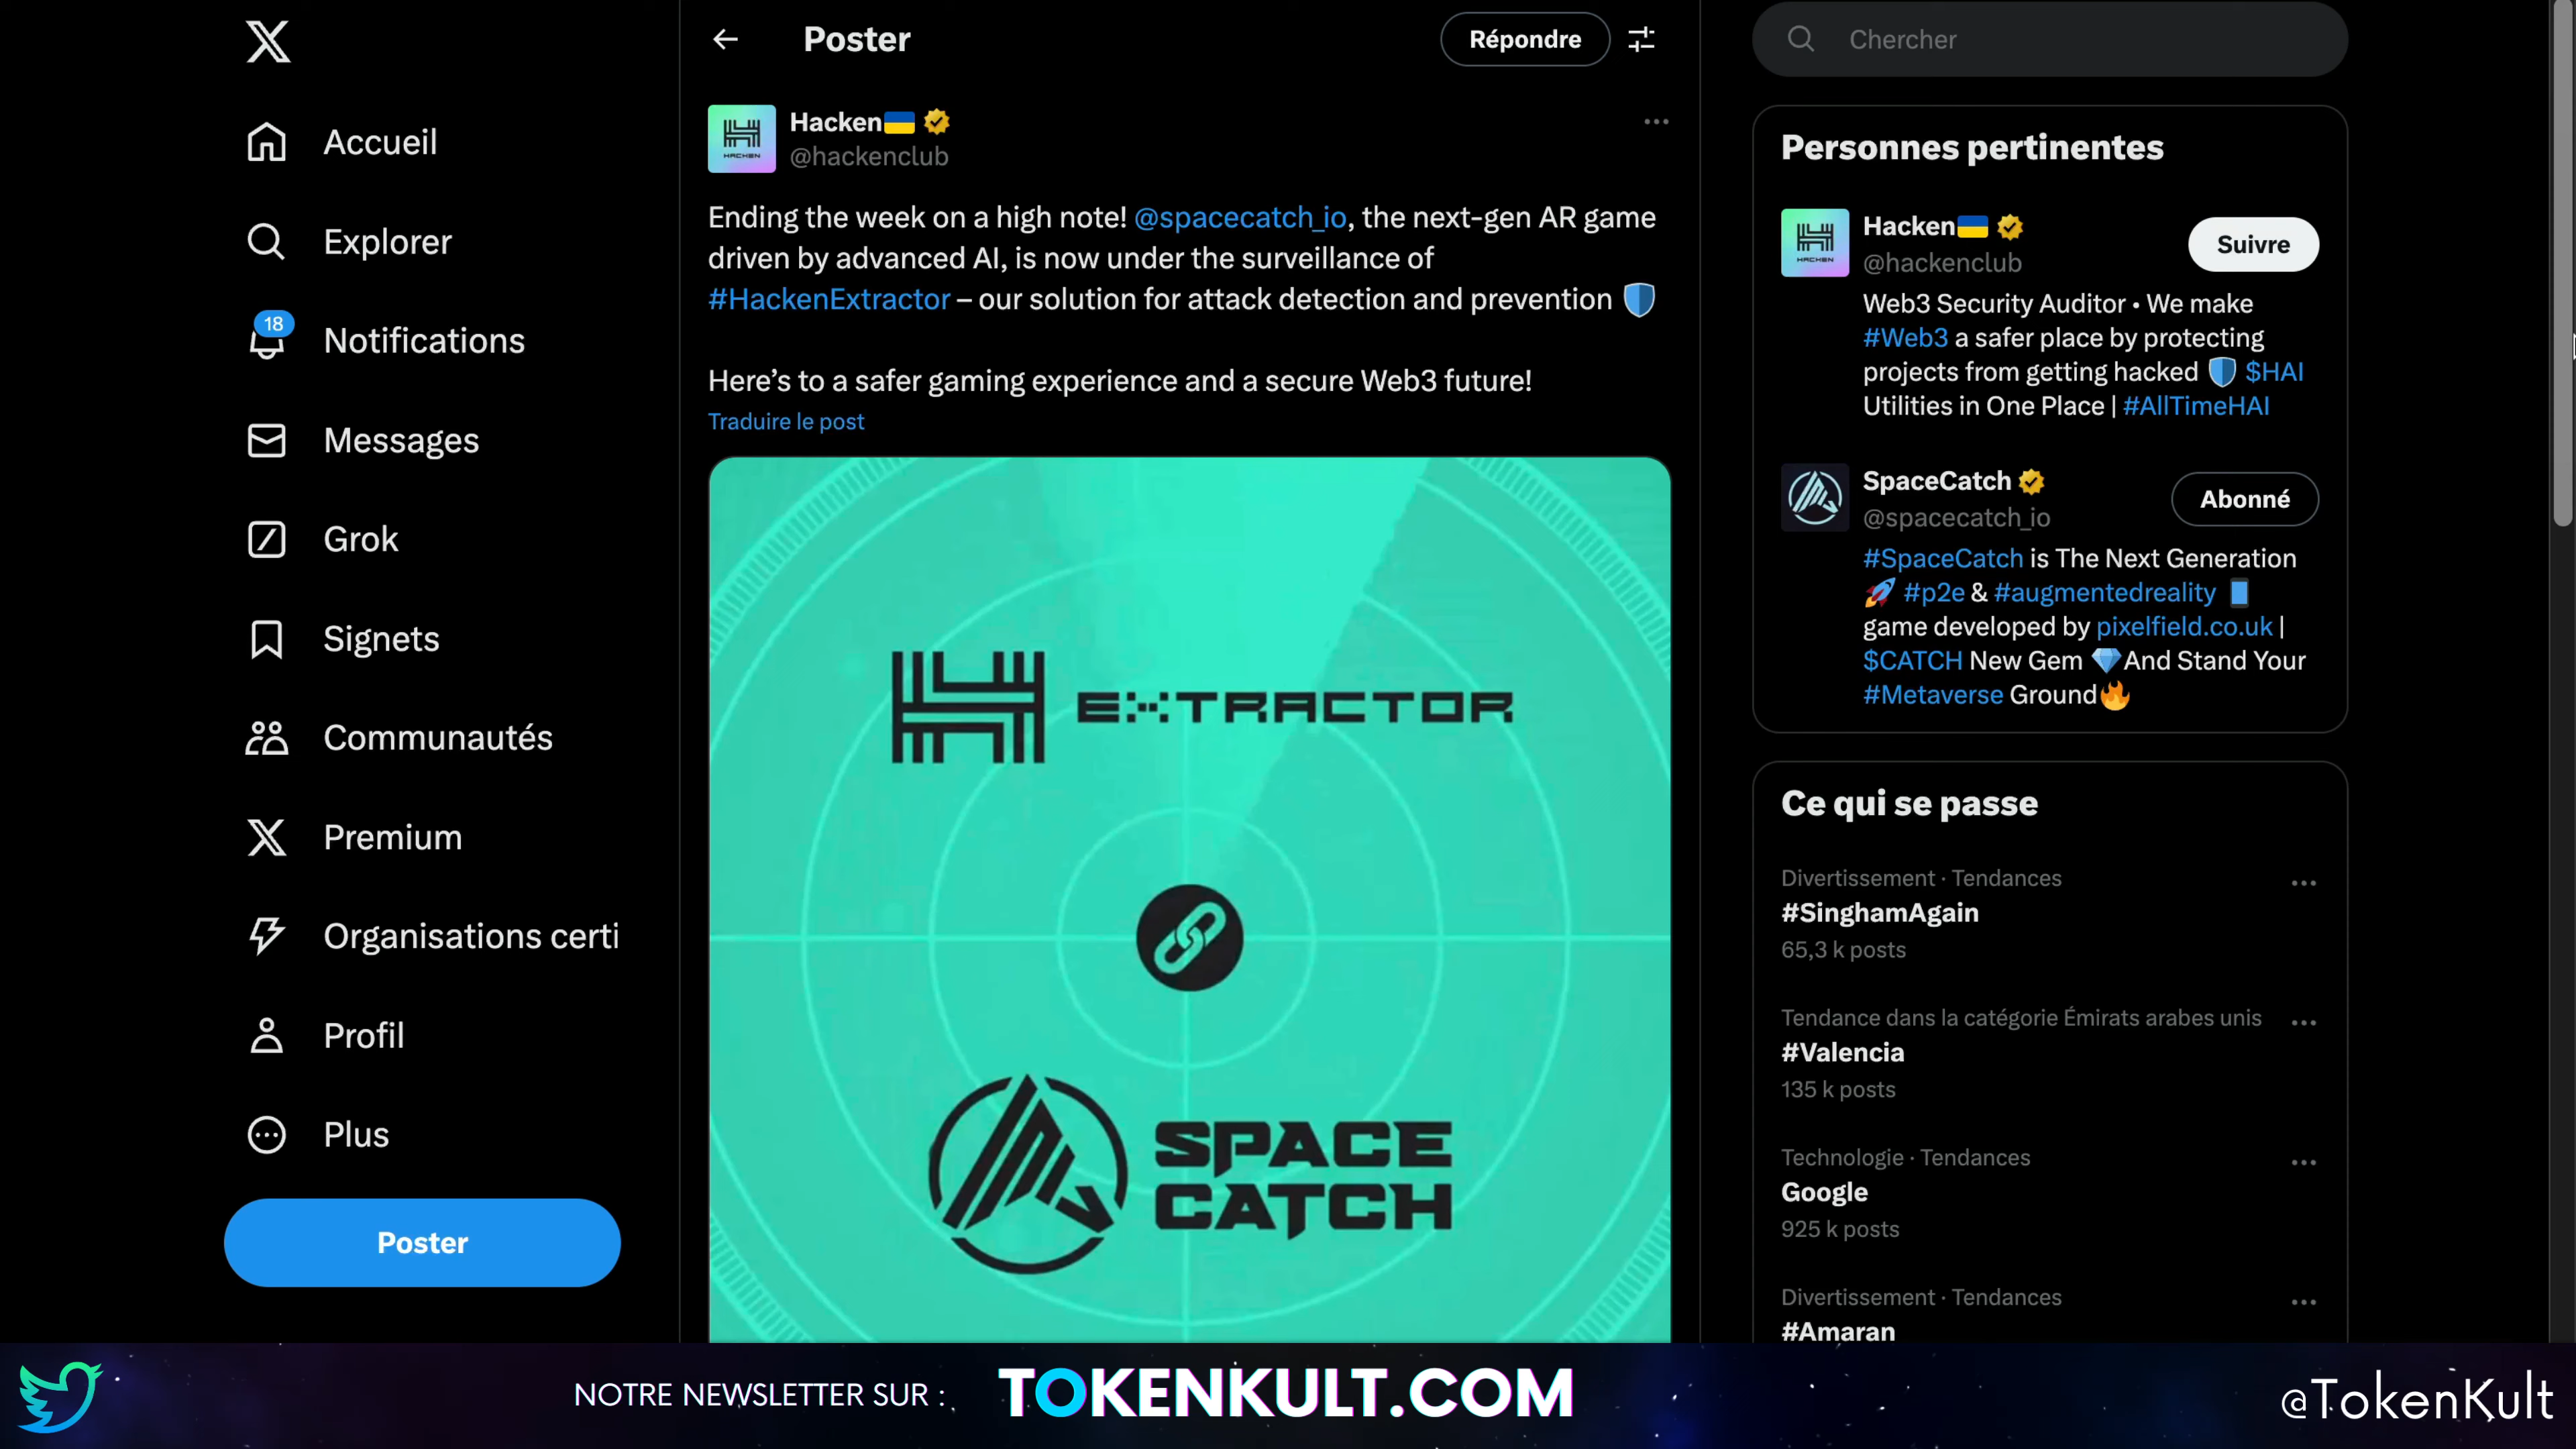 Accueil
Explorer
18
Notifications
Messages
Grok
Signets
Communautés
Premium
Organisations certi
Profil
Plus
Poster
Poster
Répondre
Hacken
HACKEN
@hackenclub
Ending the week on a high note! @spacecatch_io, the next-gen AR game
driven by advanced AI, is now under the surveillance of
#HackenExtractor – our solution for attack detection and prevention
Here's to a safer gaming experience and a secure Web3 future!
Traduire le post
EXTRACTOR
SPACE
CATCH
Chercher
Personnes pertinentes
Hacken
HACKEN
@hackenclub
Suivre
Web3 Security Auditor • We make
#Web3 a safer place by protecting
projects from getting hacked $HAI
Utilities in One Place | #AllTimeHAI
SpaceCatch
@spacecatch_io
Abonné
#SpaceCatch is The Next Generation
#p2e & #augmentedreality
game developed by pixelfield.co.uk |
$CATCH New Gem And Stand Your
#Metaverse Ground
Ce qui se passe
Divertissement · Tendances
#SinghamAgain
65,3 k posts
Tendance dans la catégorie Émirats arabes unis
#Valencia
135 k posts
Technologie · Tendances
Google
925 k posts
Divertissement · Tendances
#Amaran
NOTRE NEWSLETTER SUR :
TOKENKULT.COM
@TokenKult